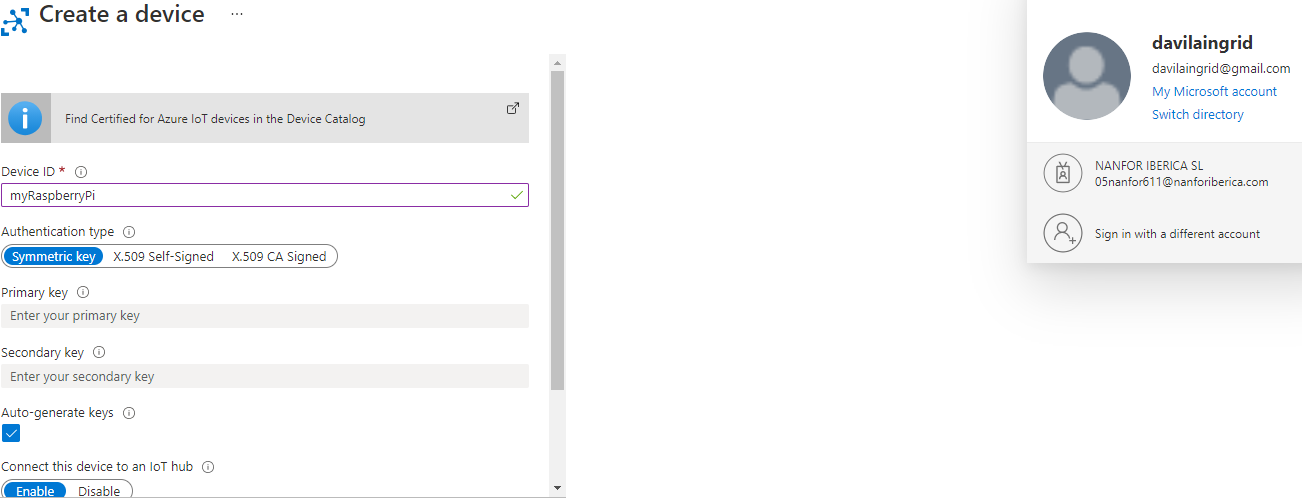 Create a device ...
Find Certified for Azure IoT devices in the Device Catalog
Device ID *
myRaspberryPi
Authentication type
Symmetric key X.509 Self-Signed X.509 CA Signed
Primary key
Enter your primary key
Secondary key
Enter your secondary key
Auto-generate keys
Connect this device to an IoT hub
Enable Disable
davilaingrid
davilaingrid@gmail.com
My Microsoft account
Switch directory
NANFOR IBERICA SL
05nanfor611@nanforiberica.com
Sign in with a different account